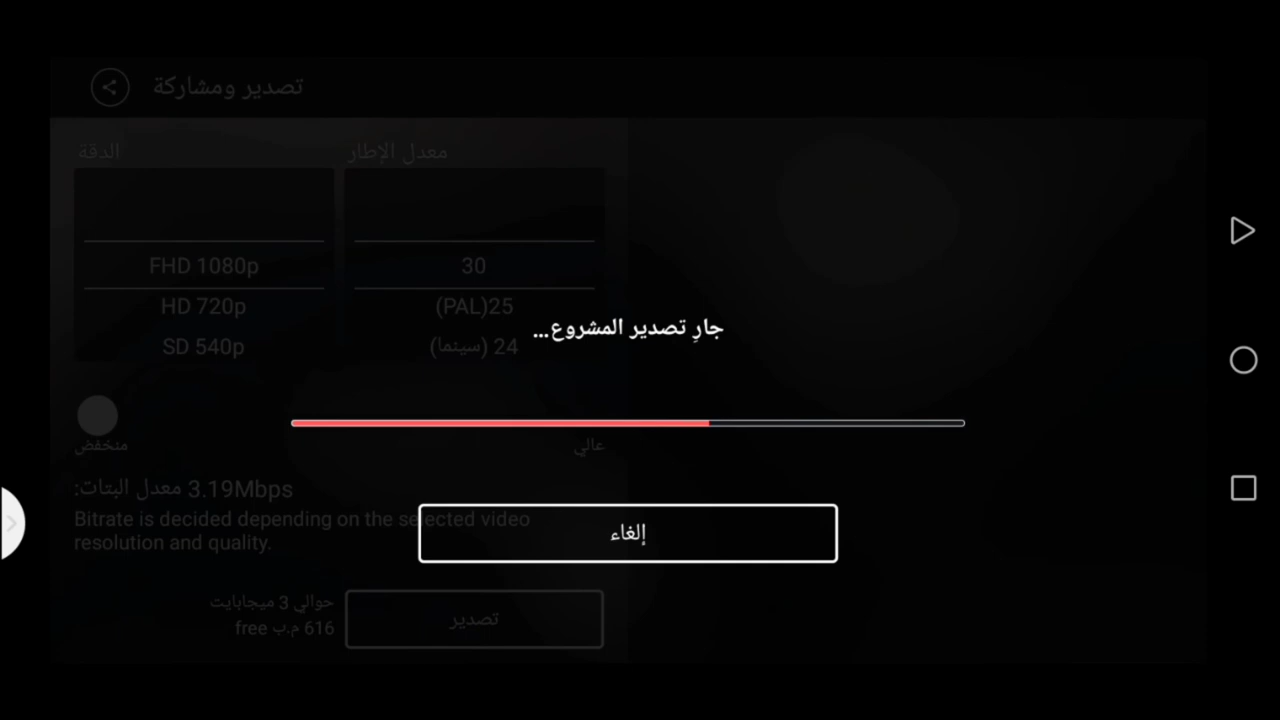 تصدير ومشاركة
الدقة
معدل الإطار
FHD 1080p
30
HD 720p
(PAL)25
SD 540p
24 (سينما)
جارِ تصدير المشروع...
منخفض
عالي
3.19Mbps معدل البتات:
Bitrate is decided depending on the selected video
resolution and quality.
إلغاء
حوالي 3 ميجابايت
616 م.ب free
تصدير